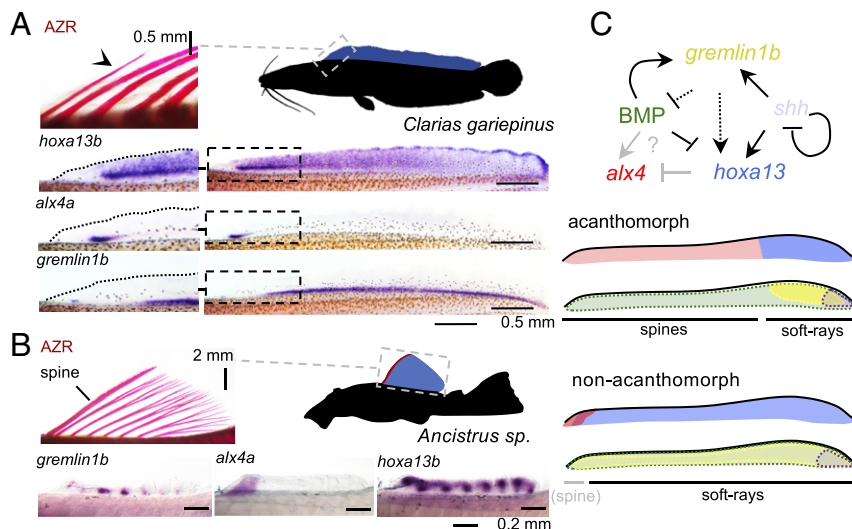 A
AZR
0.5 mm
Clarias gariepinus
hoxa13b
alx4a
gremlin1b
0.5 mm
B
AZR
spine
2 mm
Ancistrus sp.
gremlin1b
alx4a
hoxa13b
0.2 mm
C
gremlin1b
BMP
shh
?
alx4
hoxa13
acanthomorph
spines
soft-rays
non-acanthomorph
(spine)
soft-rays